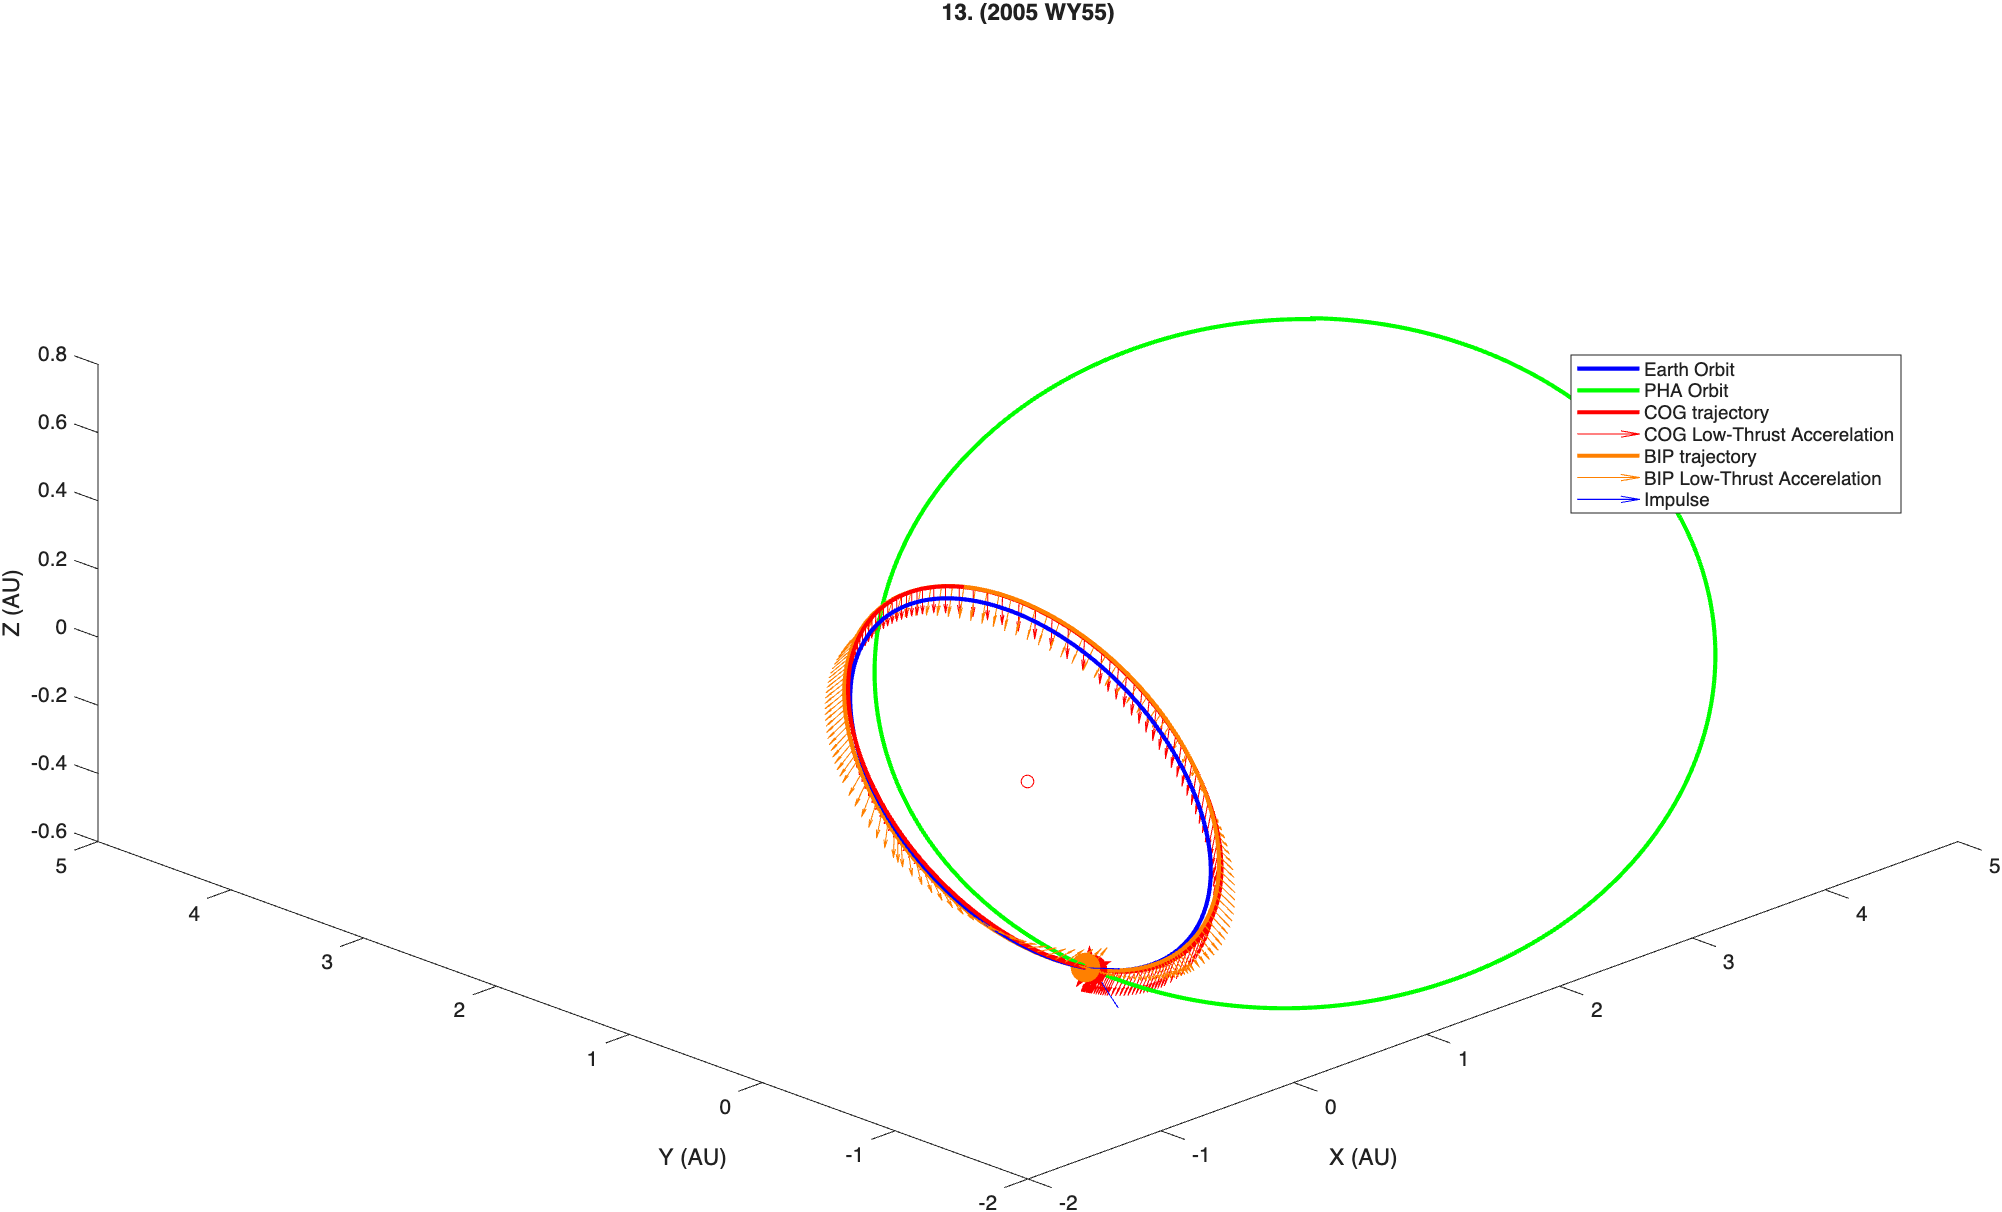 13. (2005 WY55)
Earth Orbit
PHA Orbit
COG trajectory
COG Low-Thrust Accerelation
BIP trajectory
BIP Low-Thrust Accerelation
Impulse
0.8
0.6
0.4
0.2
0
-0.2
-0.4
-0.6
Z (AU)
5
4
3
2
1
0
-1
-2
Y (AU)
-2
-1
0
1
2
3
4
5
X (AU)